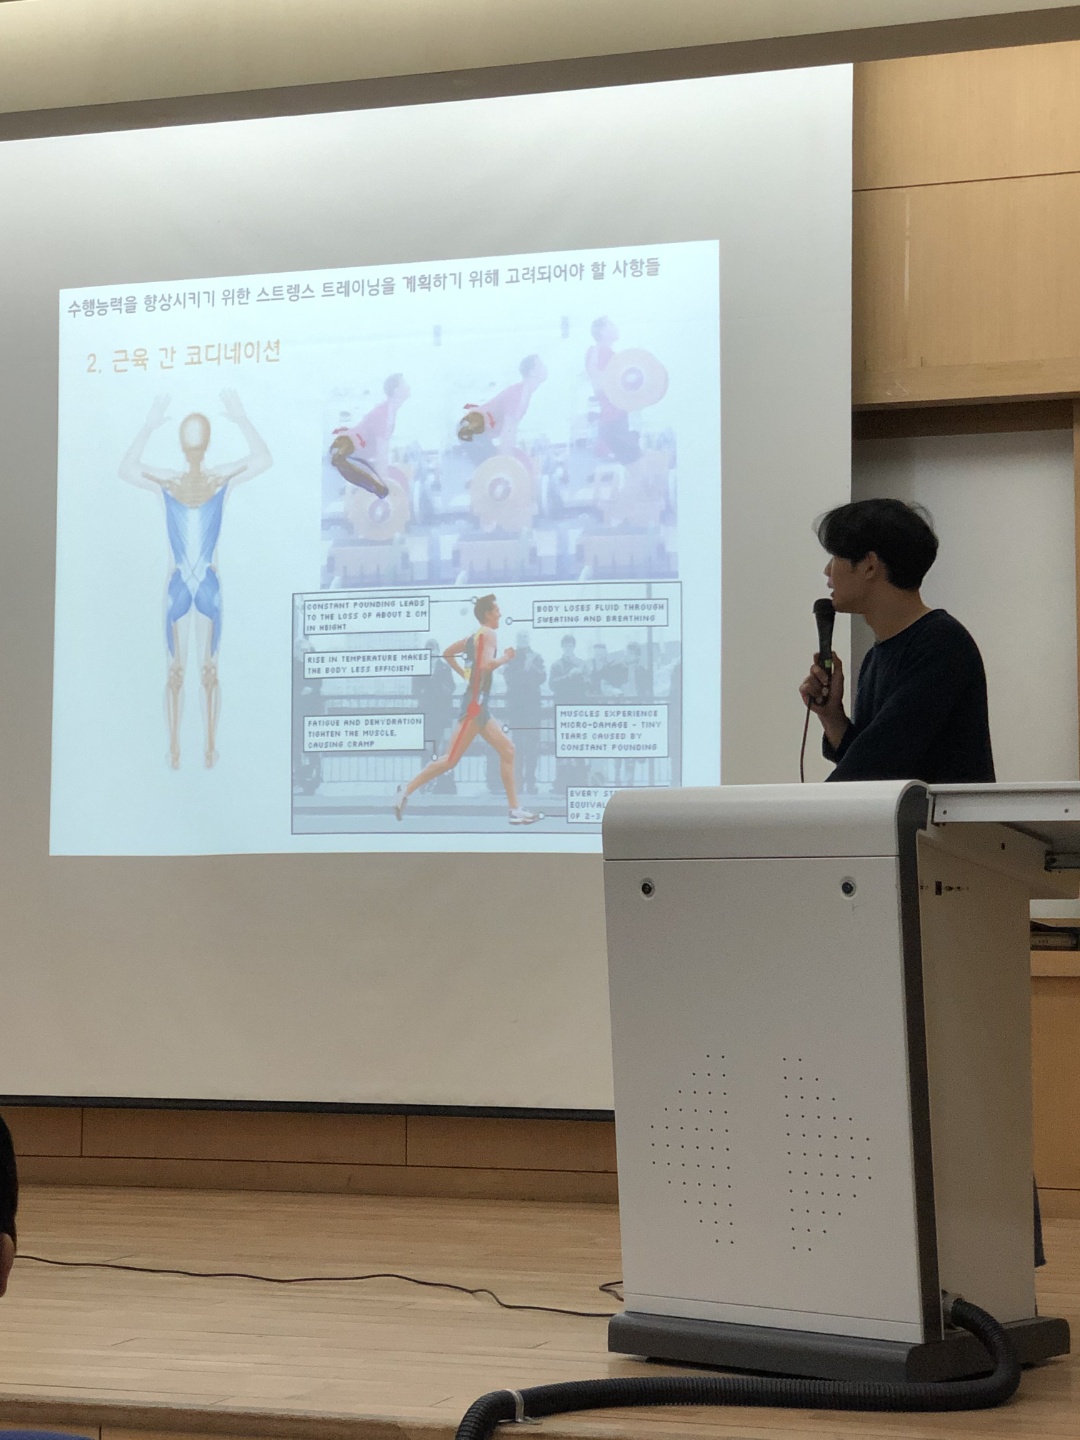 수행능력을 향상시키기 위한 스트렝스 트레이닝을 계획하기 위해 고려되어야 할 사항들
2. 근육 간 코디네이션
CONSTANT POUNDING LEADS
TO THE LOSS OF ABOUT 2 CM
IN HEIGHT
BODY LOSES FLUID THROUGH
SWEATING AND BREATHING
RISE IN TEMPERATURE MAKES
THE BODY LESS EFFICIENT
FATIGUE AND DEHYDRATION
TIGHTEN THE MUSCLE,
CAUSING CRAMP
MUSCLES EXPERIENCE
MICRO-DAMAGE - TINY
TEARS CAUSED BY
CONSTANT POUNDING
EVERY
OF 2-3